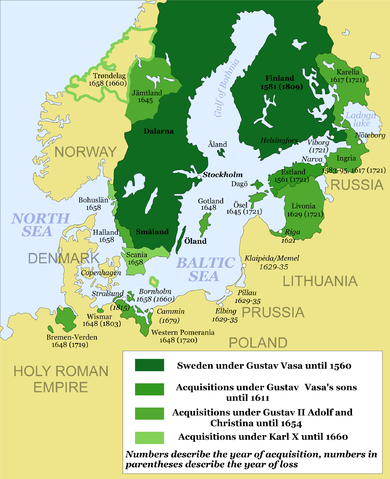 Trøndelag
1658 (1660)
Jämtland
1645
Gulf of Bothnia
Finland
1581 (1809)
Karelia
1617 (1721)
Ladoga
lake
Nöteborg
Dalarna
Helsingfors
Viborg
(1721)
NORWAY
Åland
Narva
Ingria
1583-95, 1617 (1721)
Stockholm
Estland
1561 (1721)
RUSSIA
Dagö
Bohuslän
1658
Gotland
1648
Ösel
1645 (1721)
Livonia
1629 (1721)
NORTH
SEA
Halland
1658
Småland
Öland
Riga
1621
DENMARK
Scania
1658
BALTIC
SEA
Klaipėda/Memel
1629-35
Copenhagen
LITHUANIA
Stralsund
(1815)
Bornholm
1658 (1660)
Pillau
1629-35
Wismar
1648 (1803)
Cammin
(1679)
Elbing
1629-35
PRUSSIA
Bremen-Verden
1648 (1719)
Western Pomerania
1648 (1720)
POLAND
HOLY ROMAN
EMPIRE
Sweden under Gustav Vasa until 1560
Acquisitions under Gustav Vasa's sons
until 1611
Acquisitions under Gustav II Adolf and
Christina until 1654
Acquisitions under Karl X until 1660
Numbers describe the year of acquisition, numbers in
parentheses describe the year of loss